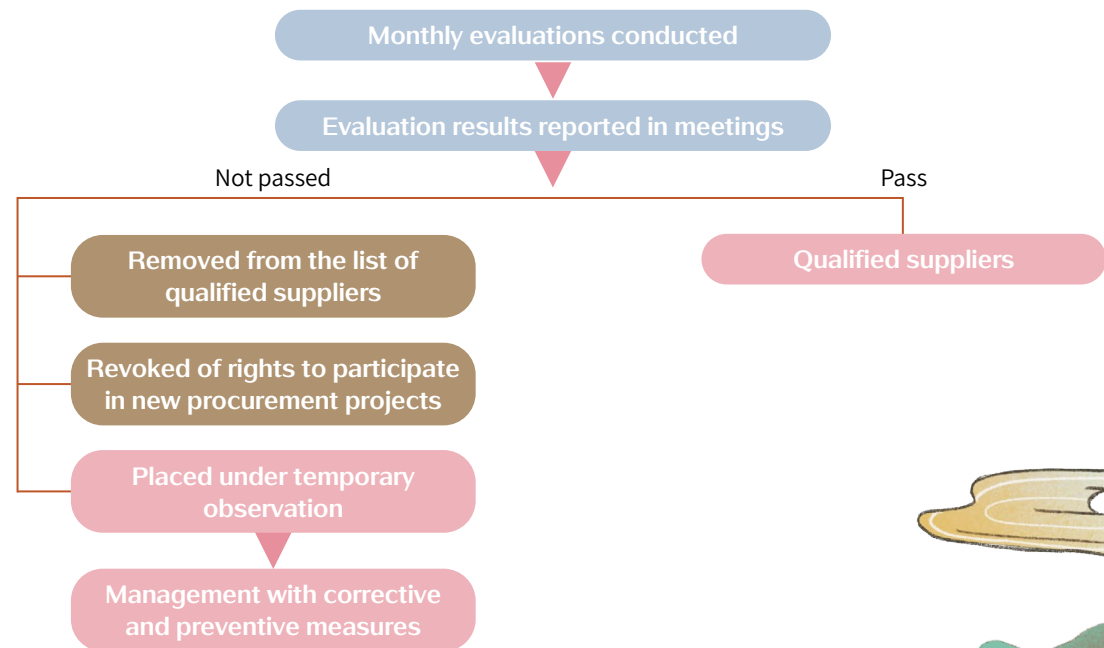 Monthly evaluations conducted
Evaluation results reported in meetings
Not passed
Pass
Removed from the list of
qualified suppliers
Qualified suppliers
Revoked of rights to participate
in new procurement projects
Placed under temporary
observation
Management with corrective
and preventive measures